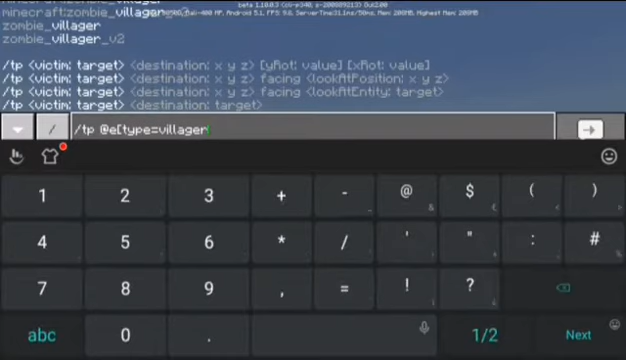 minecraft:zombie_villager
zombie_villager
zombie_villager_v2
/tp <victim: target> <destination: x y z> [yRot: value] [xRot: value]
/tp <victim: target> <destination: x y z> facing <lookAtPosition: x y z>
/tp <victim: target> <destination: x y z> facing <lookAtEntity: target>
/tp <victim: target> <destination: target>
/ /tp @e[type=villager
1 2 3 + - @ $ ( )
4 5 6 * / ' " : #
7 8 9 , = ! ?
abc 0 . 1/2 Next